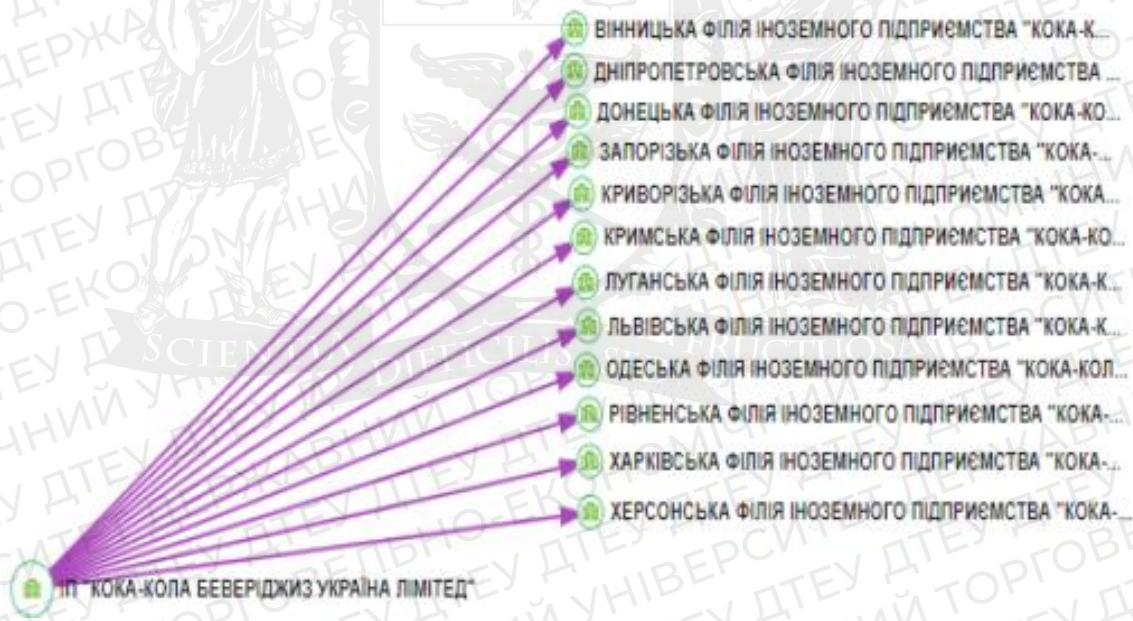 ВІННИЦЬКА ФІЛІЯ ІНОЗЕМНОГО ПІДПРИЄМСТВА "КОКА-К...
ДНІПРОПЕТРОВСЬКА ФІЛІЯ ІНОЗЕМНОГО ПІДПРИЄМСТВА ...
ДОНЕЦЬКА ФІЛІЯ ІНОЗЕМНОГО ПІДПРИЄМСТВА "КОКА-КО...
ЗАПОРІЗЬКА ФІЛІЯ ІНОЗЕМНОГО ПІДПРИЄМСТВА "КОКА-...
КРИВОРІЗЬКА ФІЛІЯ ІНОЗЕМНОГО ПІДПРИЄМСТВА "КОКА...
КРИМСЬКА ФІЛІЯ ІНОЗЕМНОГО ПІДПРИЄМСТВА "КОКА-КО...
ЛУГАНСЬКА ФІЛІЯ ІНОЗЕМНОГО ПІДПРИЄМСТВА "КОКА-К...
ЛЬВІВСЬКА ФІЛІЯ ІНОЗЕМНОГО ПІДПРИЄМСТВА "КОКА-К...
ОДЕСЬКА ФІЛІЯ ІНОЗЕМНОГО ПІДПРИЄМСТВА "КОКА-КОЛ...
РІВНЕНСЬКА ФІЛІЯ ІНОЗЕМНОГО ПІДПРИЄМСТВА "КОКА-...
ХАРКІВСЬКА ФІЛІЯ ІНОЗЕМНОГО ПІДПРИЄМСТВА "КОКА-...
ХЕРСОНСЬКА ФІЛІЯ ІНОЗЕМНОГО ПІДПРИЄМСТВА "КОКА-...
ІП "КОКА-КОЛА БЕВЕРІДЖИЗ УКРАЇНА ЛІМІТЕД"